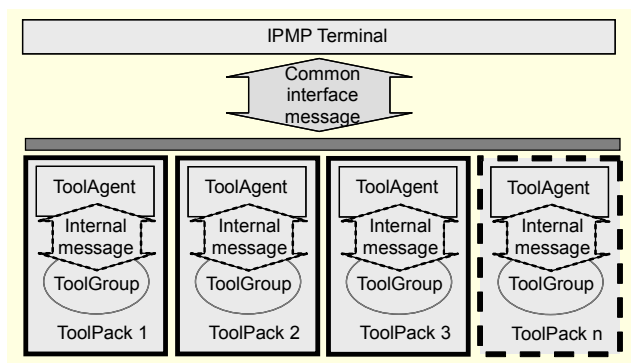 IPMP Terminal
Common
interface
message
ToolAgent
Internal
message
ToolGroup
ToolPack 1
ToolAgent
Internal
message
ToolGroup
ToolPack 2
ToolAgent
Internal
message
ToolGroup
ToolPack 3
ToolAgent
Internal
message
ToolGroup
ToolPack n